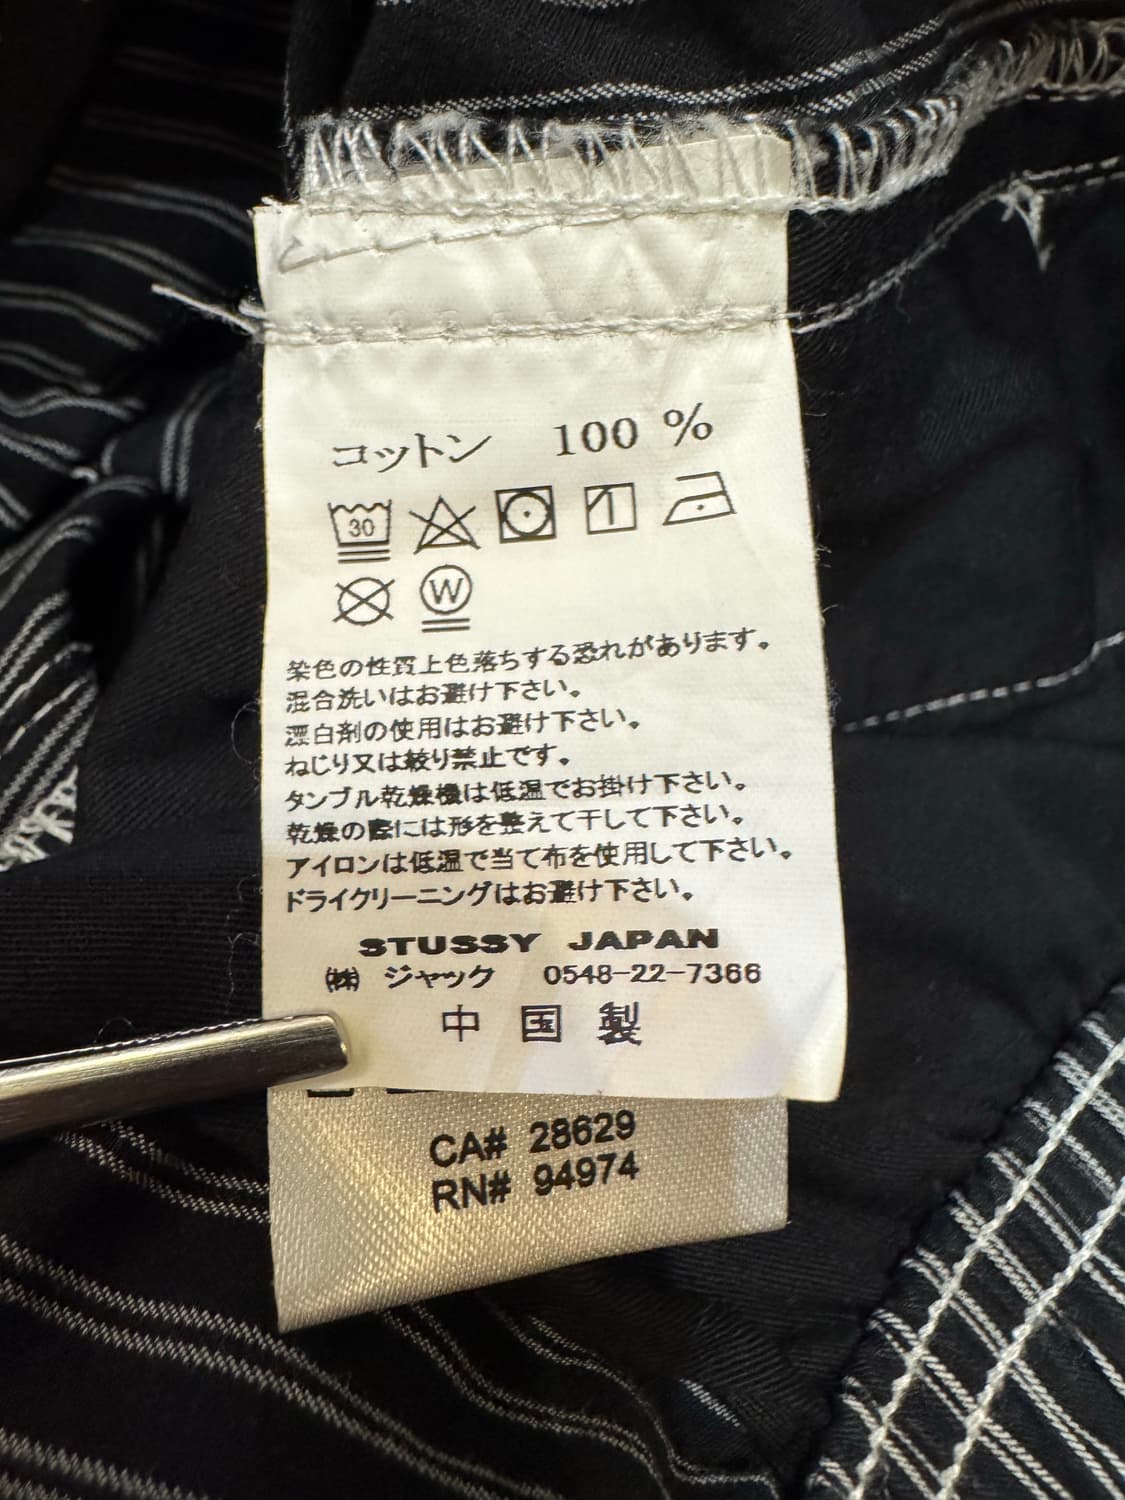 コットン 100 %
30
W
染色の性質上色落ちする恐れがあります。
混合洗いはお避け下さい。
漂白剤の使用はお避け下さい。
ねじり又は絞り禁止です。
タンブル乾燥機は低温でお掛け下さい。
乾燥の際には形を整えて干して下さい。
アイロンは低温で当て布を使用して下さい。
ドライクリーニングはお避け下さい。
STUSSY JAPAN
㈱ ジャック 0548-22-7366
中国製
CA# 28629
RN# 94974